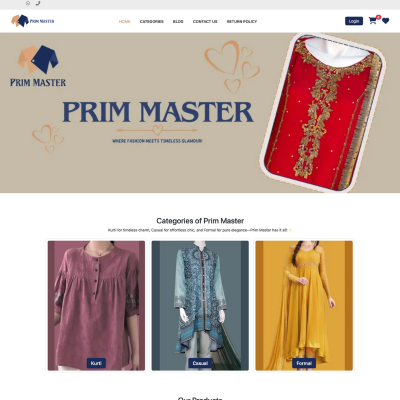 PRIM MASTER
HOME CATEGORIES BLOG CONTACT US RETURN POLICY
Login
PRIM MASTER
PRIM MASTER
WHERE FASHION MEETS TIMELESS GLAMOUR!
Categories of Prim Master
Kurti for timeless charm, Casual for effortless chic, and Formal for pure elegance—Prim Master has it all!
Kurti
Casual
Formal
Our Products